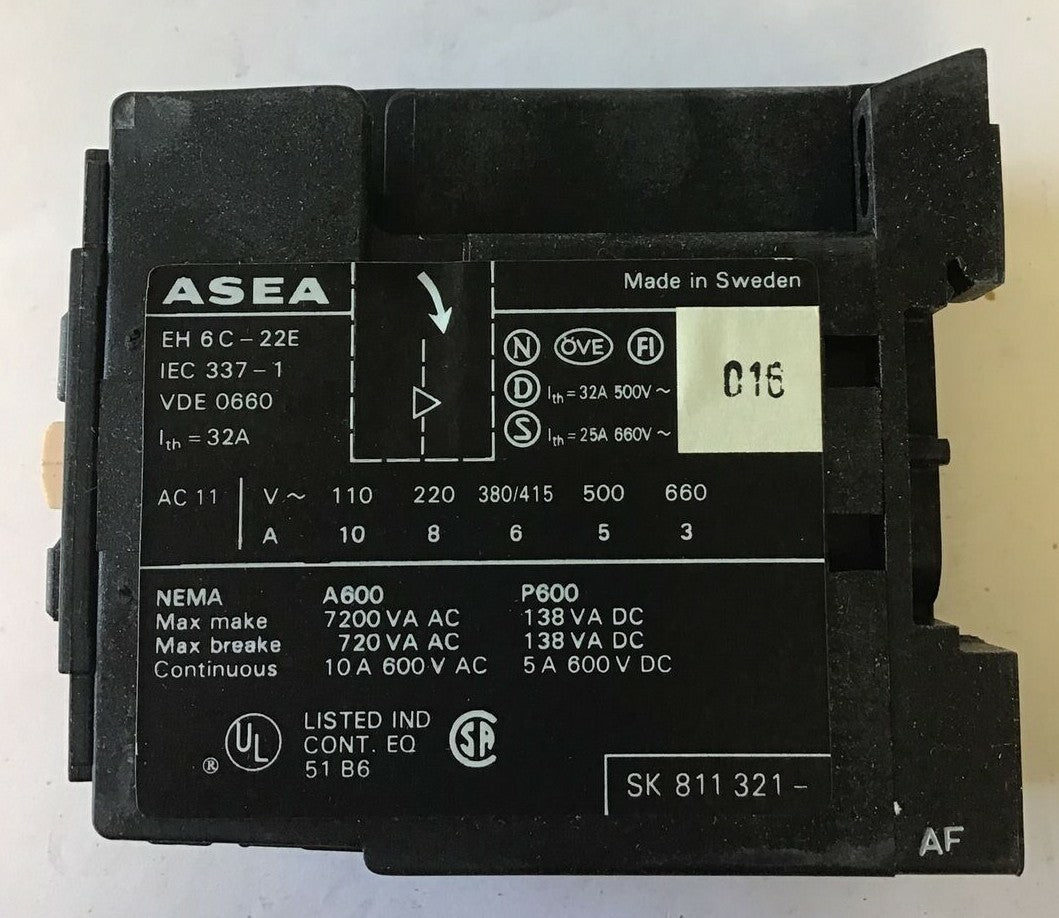 ASEA
Made in Sweden
EH 6C-22E
IEC 337-1
VDE 0660
Ith = 32A
N ÖVE FI
D Ith = 32A 500V ~
S Ith = 25A 660V ~
016
AC 11 V ~ 110 220 380/415 500 660
A 10 8 6 5 3
NEMA A600 P600
Max make 7200 VA AC 138 VA DC
Max breake 720 VA AC 138 VA DC
Continuous 10 A 600 V AC 5 A 600 V DC
® UL LISTED IND
CONT. EQ
51 B6
SA
SK 811 321 -
AF